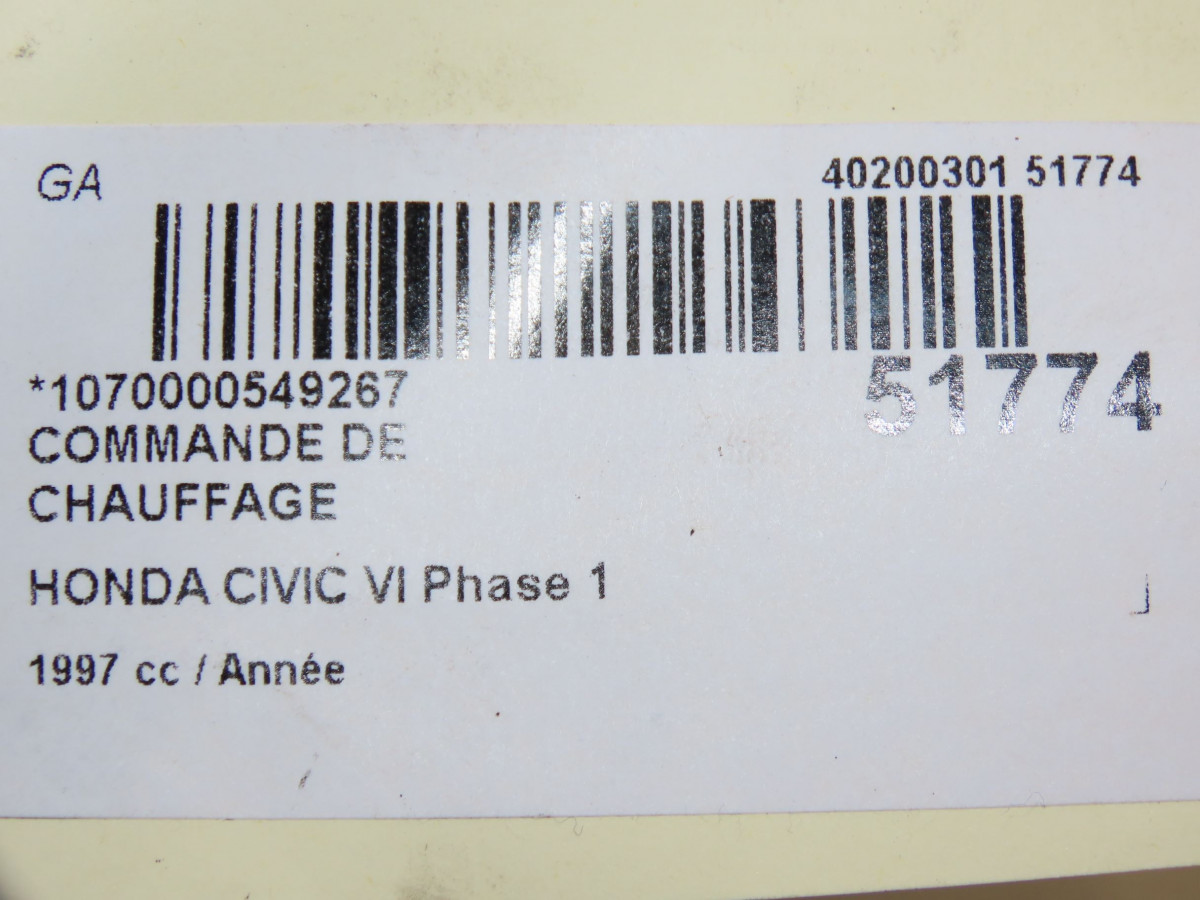 GA
40200301 51774
*1070000549267
51774
COMMANDE DE
CHAUFFAGE
HONDA CIVIC VI Phase 1
1997 cc / Année